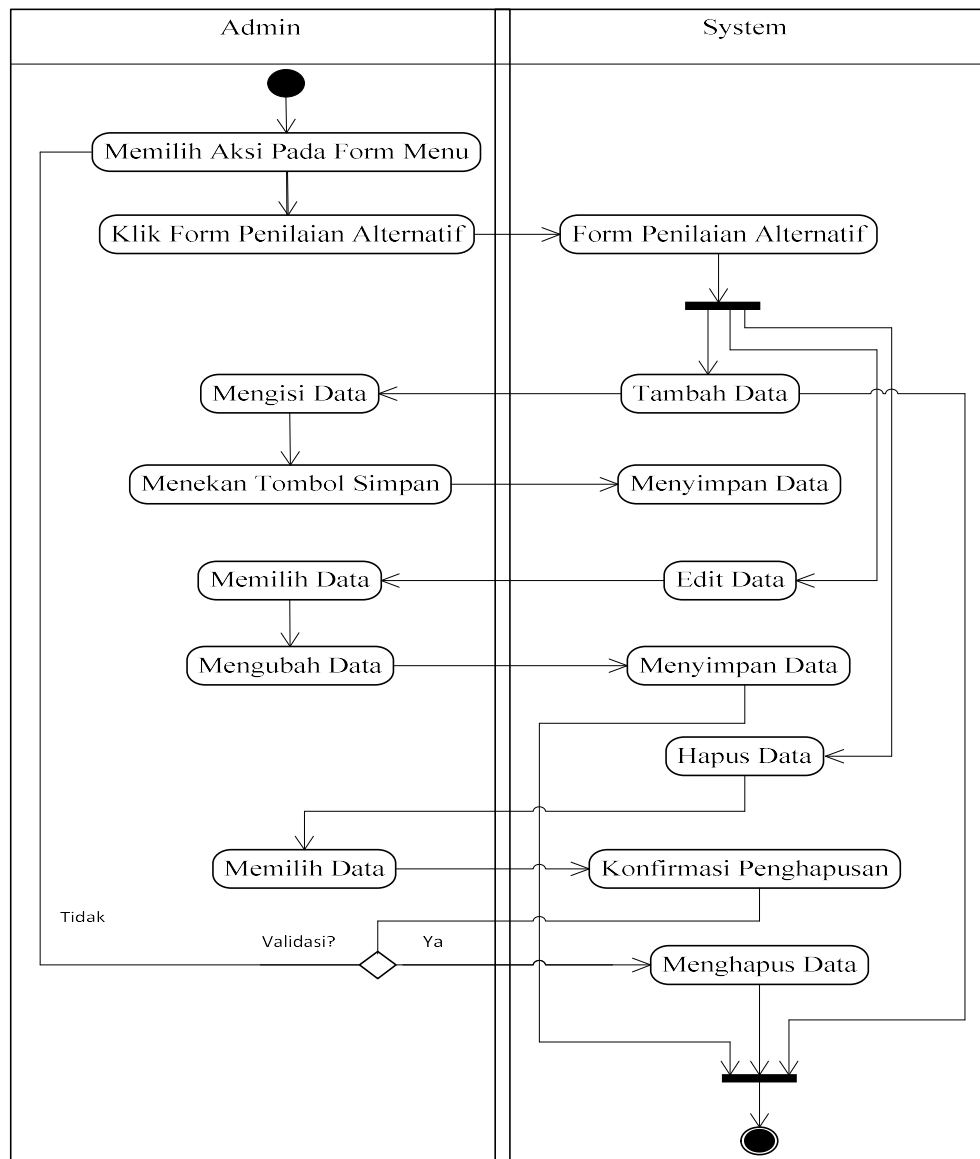 Admin
System
Memilih Aksi Pada Form Menu
Klik Form Penilaian Alternatif
Form Penilaian Alternatif
Mengisi Data
Tambah Data
Menekan Tombol Simpan
Menyimpan Data
Memilih Data
Edit Data
Mengubah Data
Menyimpan Data
Hapus Data
Memilih Data
Konfirmasi Penghapusan
Tidak
Validasi?
Ya
Menghapus Data